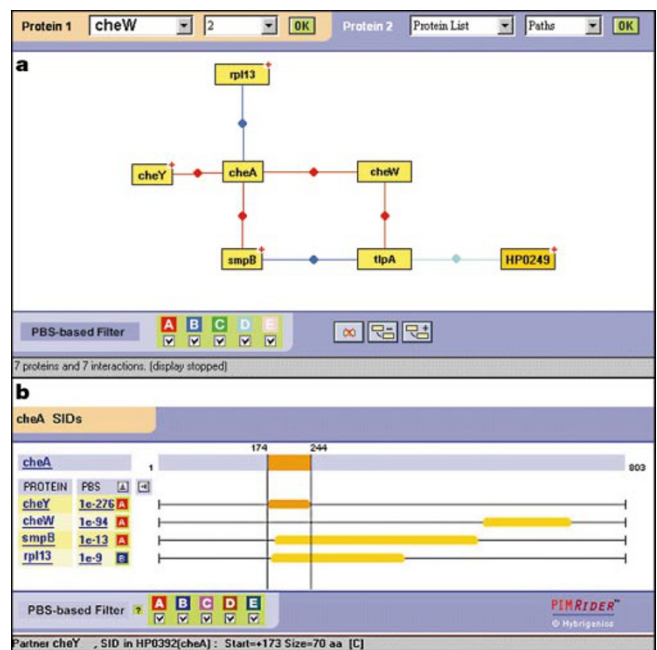 Protein 1 cheW 2 OK Protein 2 Protein List Paths OK
a
rpl13
cheY cheA cheW
smpB tlpA HP0249
PBS-based Filter A B C D E
7 proteins and 7 interactions. (display stopped)
b
cheA SIDs
174 244
cheA 1 803
PROTEIN PBS
cheY 1e-276 A
cheW 1e-94 A
smpB 1e-13 A
rpl13 1e-9 B
PBS-based Filter ? A B C D E
PIMRIDER™
© Hybrigenics
Partner cheY , SID in HP0392(cheA) : Start=+173 Size=70 aa [C]